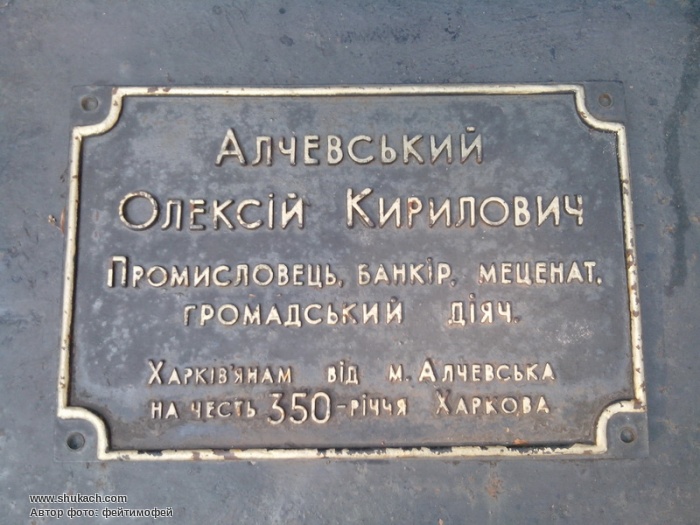 Алчевський
Олексій Кирилович
Промисловець, банкір, меценат,
громадський діяч.
Харків'янам від м. Алчевська
на честь 350-річчя Харкова
www.shukach.com
Автор фото: фейтимофей